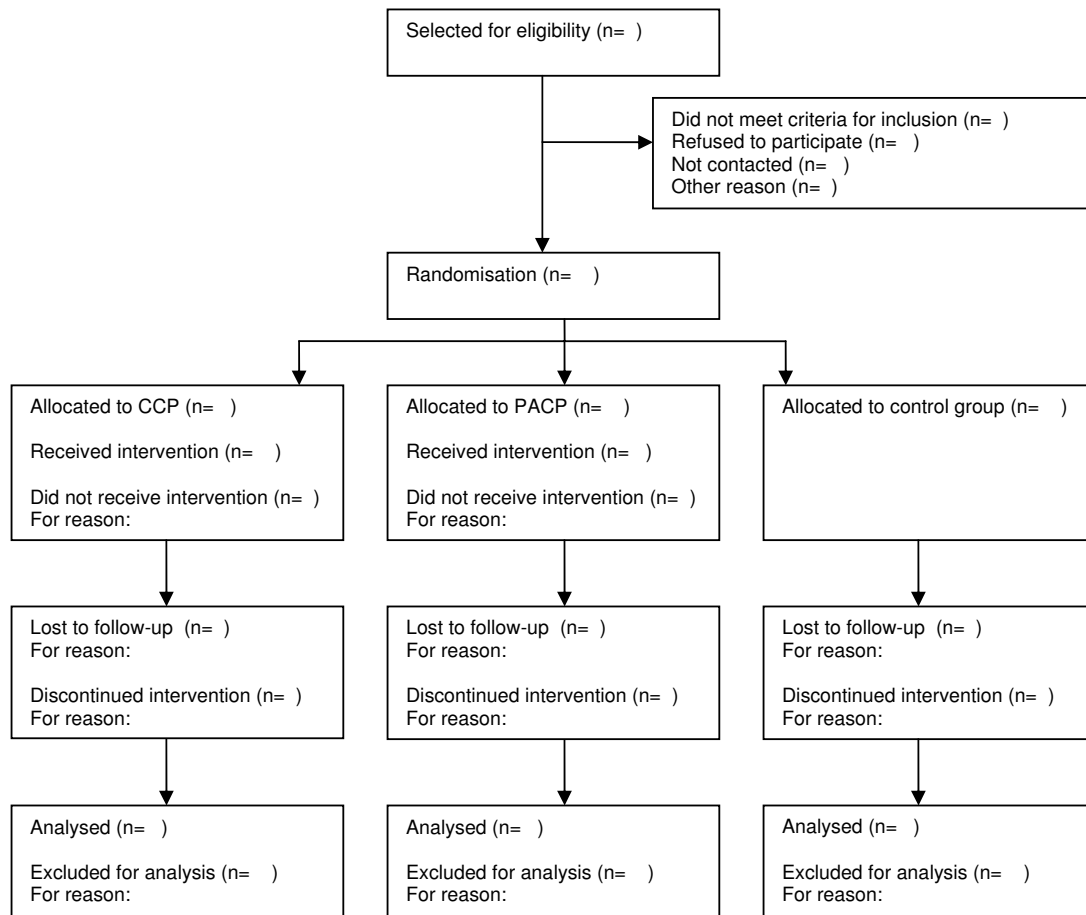 Selected for eligibility (n=  )
Did not meet criteria for inclusion (n=  )
Refused to participate (n=   )
Not contacted (n=   )
Other reason (n=  )
Randomisation (n=    )
Allocated to CCP (n=   )
Received intervention (n=    )
Did not receive intervention (n=  )
For reason:
Allocated to PACP (n=   )
Received intervention (n=    )
Did not receive intervention (n=  )
For reason:
Allocated to control group (n=    )
Lost to follow-up  (n=   )
For reason:
Discontinued intervention (n=  )
For reason:
Lost to follow-up  (n=   )
For reason:
Discontinued intervention (n=  )
For reason:
Lost to follow-up  (n=   )
For reason:
Discontinued intervention (n=  )
For reason:
Analysed (n=   )
Excluded for analysis (n=    )
For reason:
Analysed (n=   )
Excluded for analysis (n=    )
For reason:
Analysed (n=   )
Excluded for analysis (n=    )
For reason: